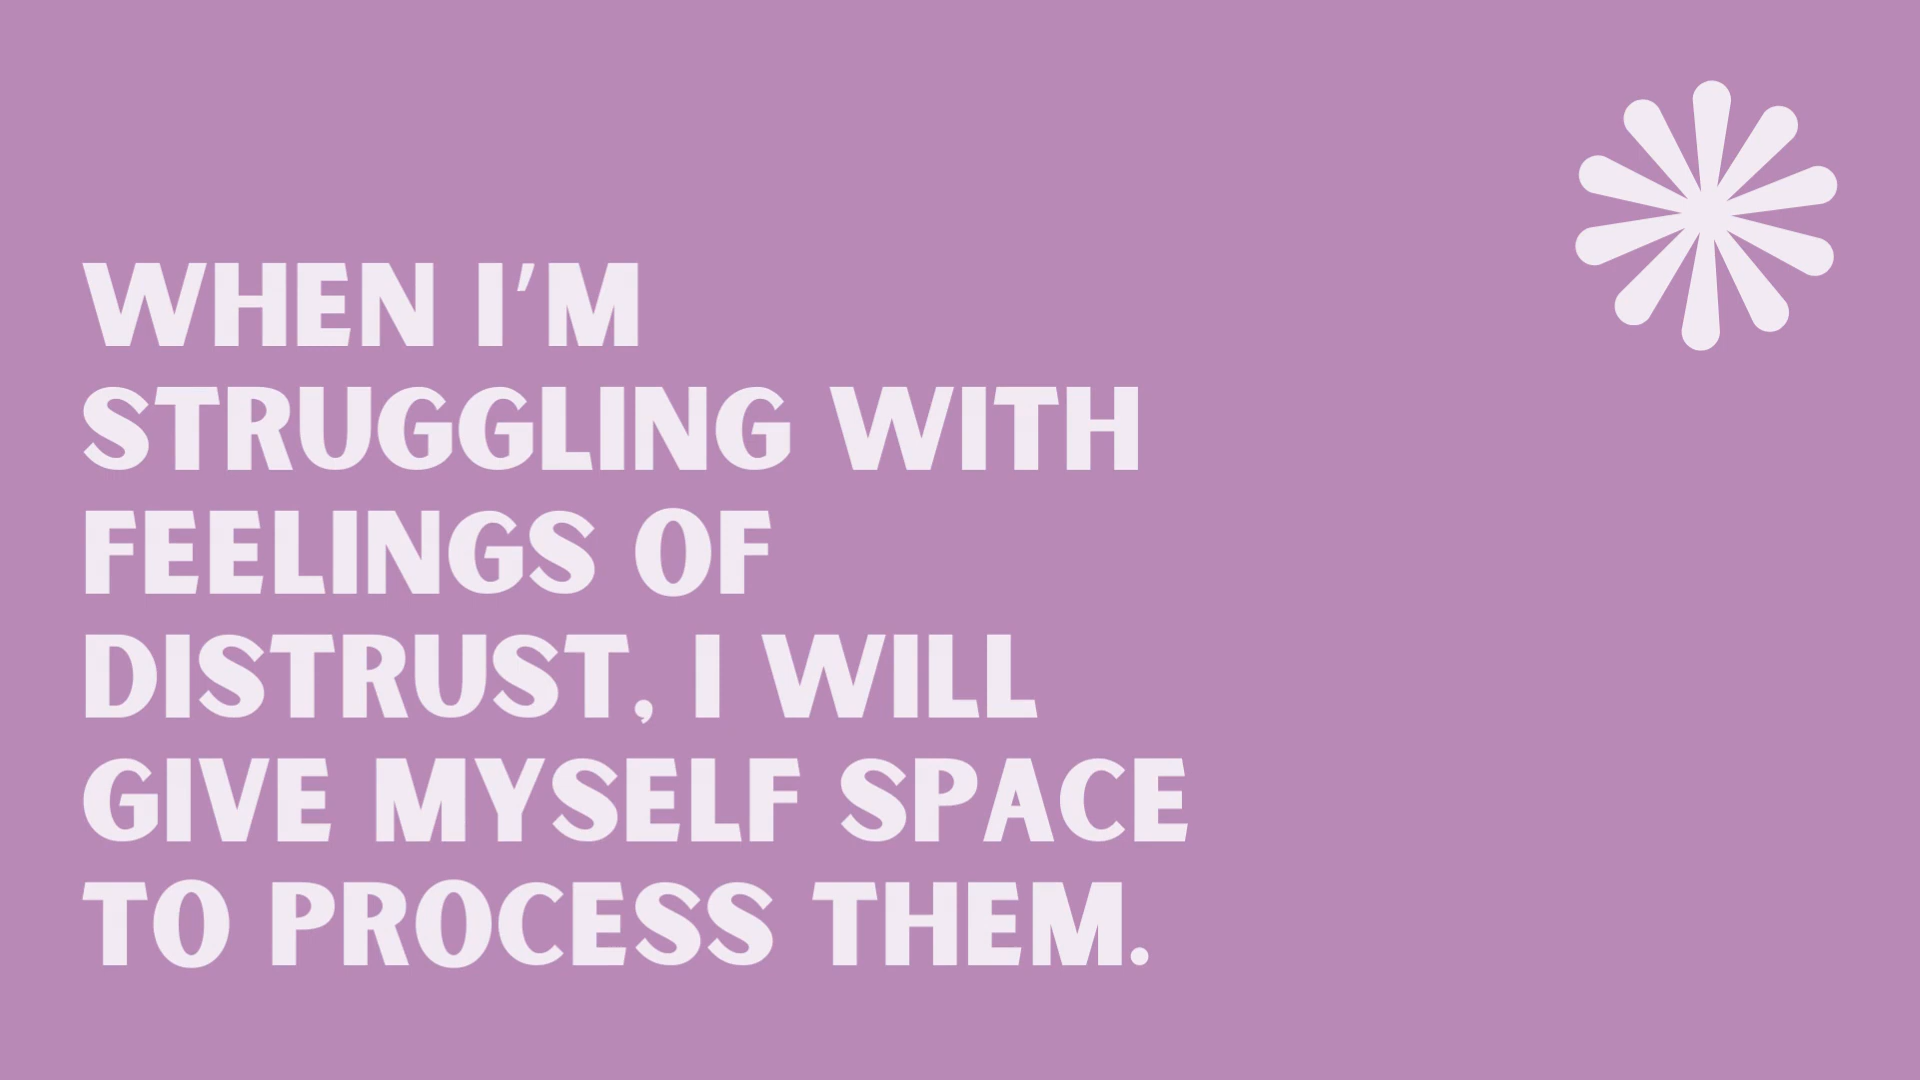 WHEN I'M
STRUGGLING WITH
FEELINGS OF
DISTRUST, I WILL
GIVE MYSELF SPACE
TO PROCESS THEM.